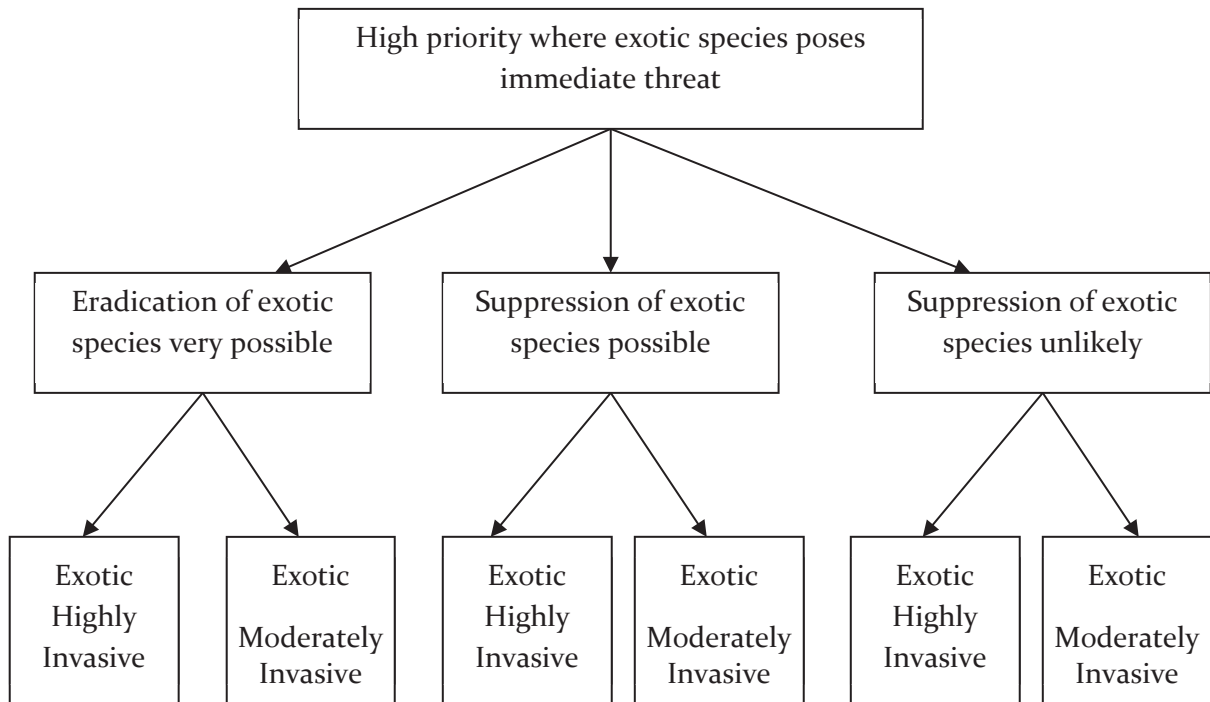 High priority where exotic species poses
immediate threat
Eradication of exotic
species very possible
Suppression of exotic
species possible
Suppression of exotic
species unlikely
Exotic
Highly
Invasive
Exotic
Moderately
Invasive
Exotic
Highly
Invasive
Exotic
Moderately
Invasive
Exotic
Highly
Invasive
Exotic
Moderately
Invasive